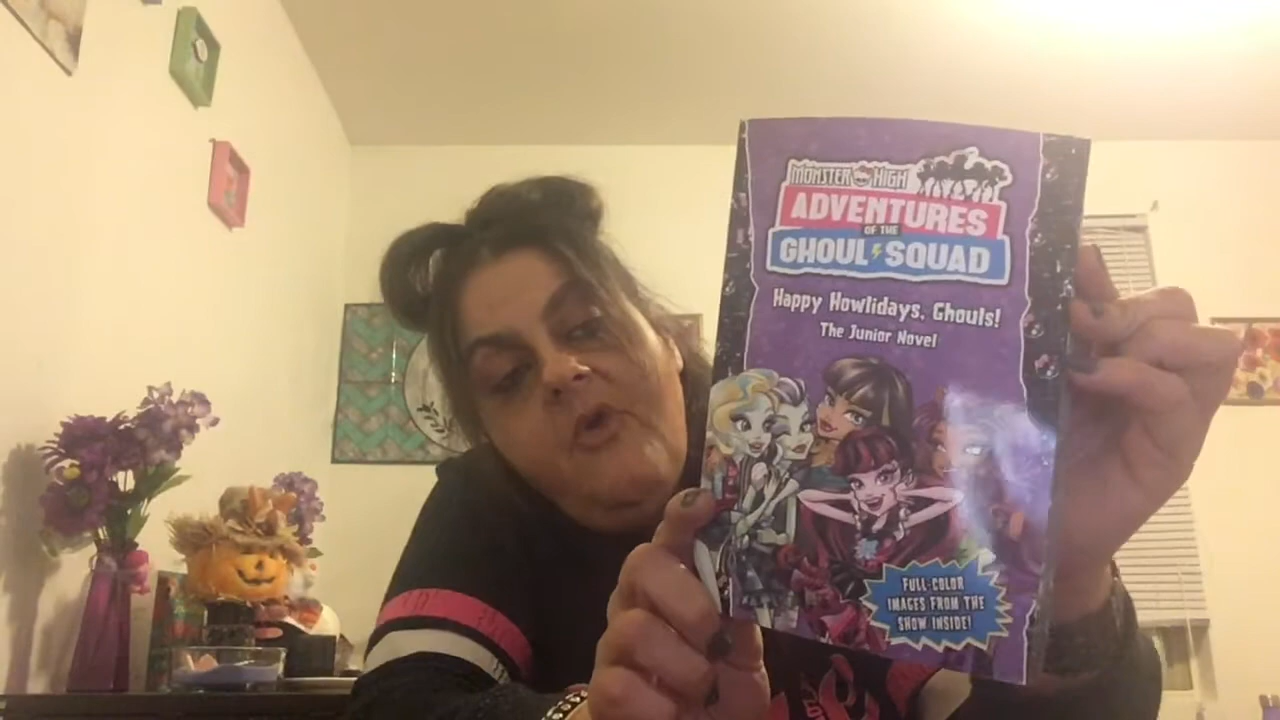 MONSTER HIGH
ADVENTURES
OF THE
GHOUL SQUAD
Happy Howlidays, Ghouls!
The Junior Novel
FULL-COLOR
IMAGES FROM THE
SHOW INSIDE!